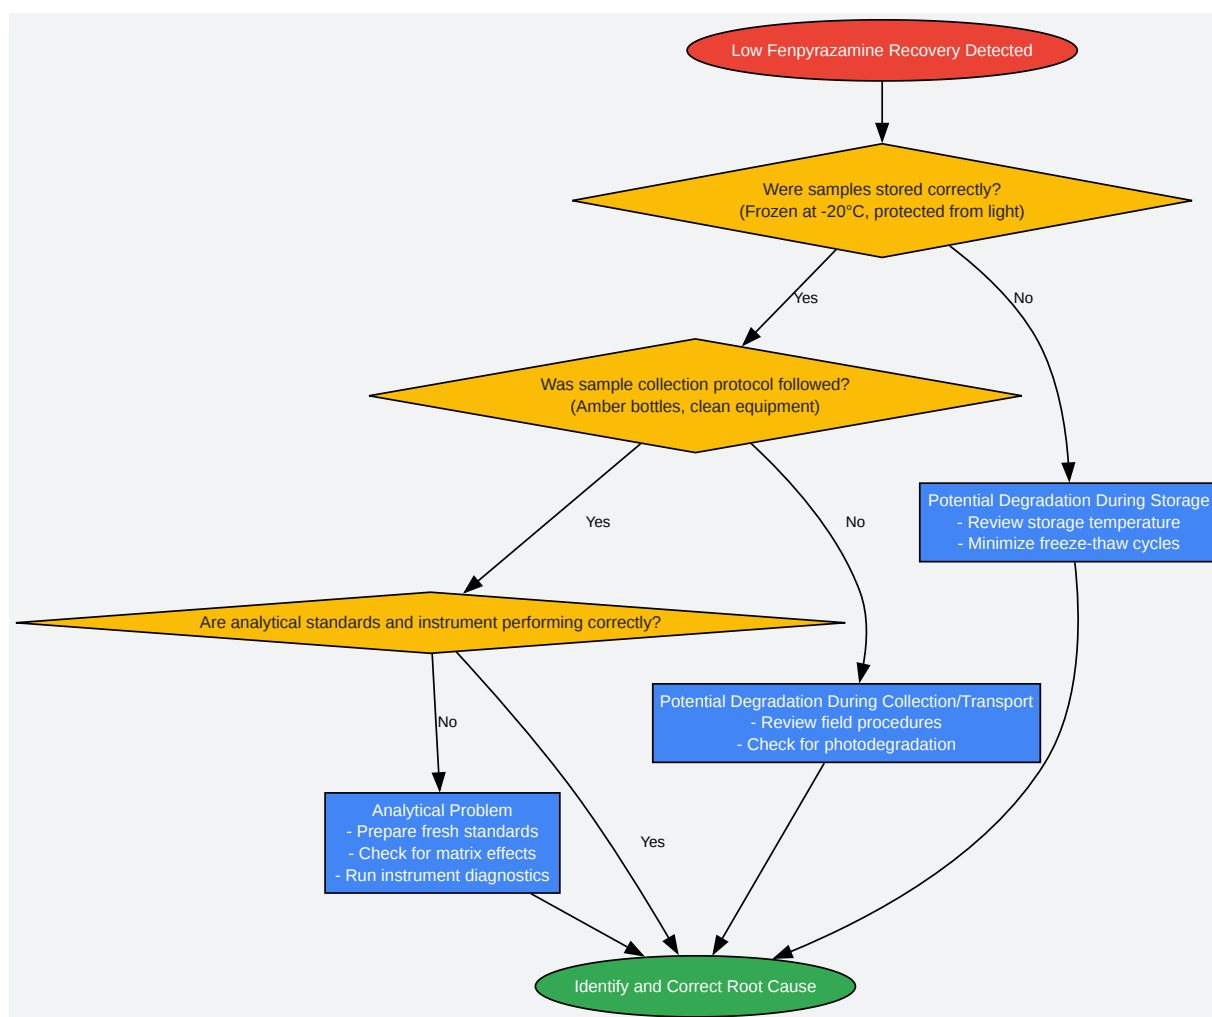 Low Fenpyrazamine Recovery Detected
Were samples stored correctly?
(Frozen at -20°C, protected from light)
Yes
No
Was sample collection protocol followed?
(Amber bottles, clean equipment)
Potential Degradation During Storage
- Review storage temperature
- Minimize freeze-thaw cycles
Yes
No
Are analytical standards and instrument performing correctly?
Potential Degradation During Collection/Transport
- Review field procedures
- Check for photodegradation
No
Analytical Problem
- Prepare fresh standards
- Check for matrix effects
- Run instrument diagnostics
Yes
Identify and Correct Root Cause